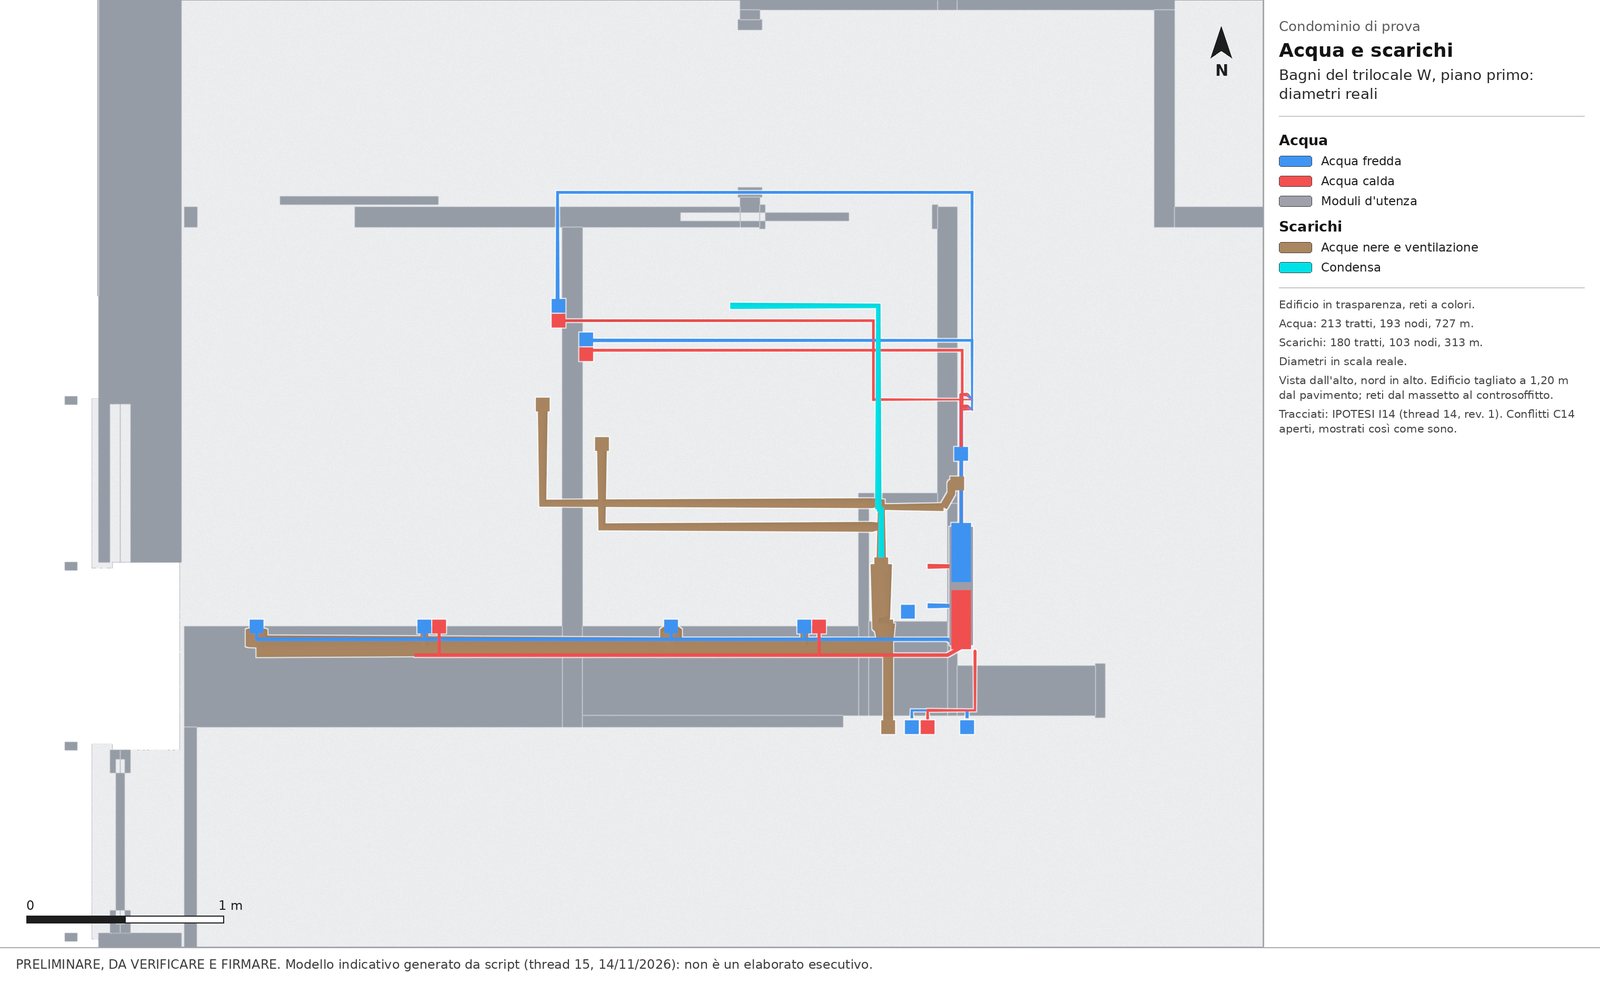 N
Condominio di prova
Acqua e scarichi
Bagni del trilocale W, piano primo:
diametri reali
Acqua
Acqua fredda
Acqua calda
Moduli d'utenza
Scarichi
Acque nere e ventilazione
Condensa
Edificio in trasparenza, reti a colori.
Acqua: 213 tratti, 193 nodi, 727 m.
Scarichi: 180 tratti, 103 nodi, 313 m.
Diametri in scala reale.
Vista dall'alto, nord in alto. Edificio tagliato a 1,20 m
dal pavimento; reti dal massetto al controsoffitto.
Tracciati: IPOTESI I14 (thread 14, rev. 1). Conflitti C14
aperti, mostrati così come sono.
0 1 m
PRELIMINARE, DA VERIFICARE E FIRMARE. Modello indicativo generato da script (thread 15, 14/11/2026): non è un elaborato esecutivo.